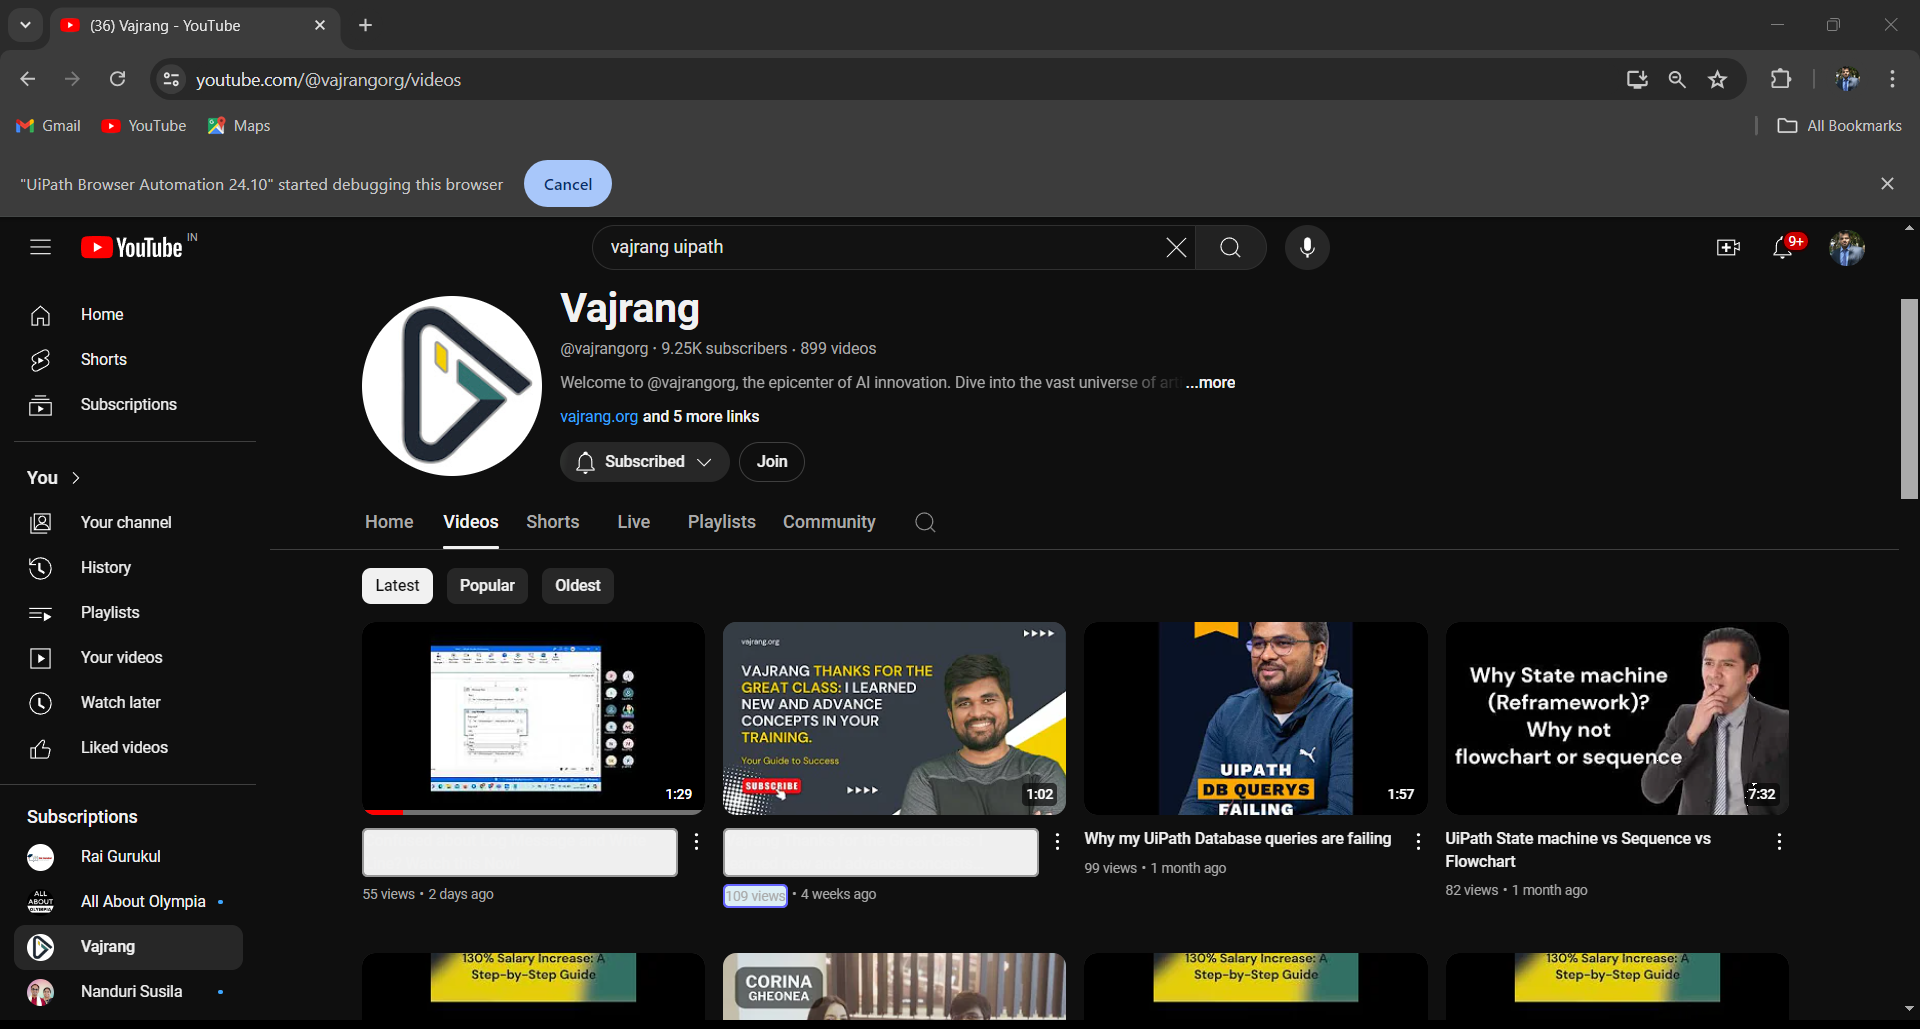 (36) Vajrang - YouTube
youtube.com/@vajrangorg/videos
Gmail
YouTube
Maps
All Bookmarks
"UiPath Browser Automation 24.10" started debugging this browser
Cancel
YouTube IN
vajrang uipath
9+
Home
Shorts
Subscriptions
You
Your channel
History
Playlists
Your videos
Watch later
Liked videos
Subscriptions
Rai Gurukul
ALL ABOUT
All About Olympia
Vajrang
Nanduri Susila
Vajrang
@vajrangorg · 9.25K subscribers · 899 videos
Welcome to @vajrangorg, the epicenter of AI innovation. Dive into the vast universe of ...more
vajrang.org and 5 more links
Subscribed
Join
Home
Videos
Shorts
Live
Playlists
Community
Latest
Popular
Oldest
1:29
55 views · 2 days ago
vajrang.org
VAJRANG THANKS FOR THE
GREAT CLASS: I LEARNED
NEW AND ADVANCE
CONCEPTS IN YOUR
TRAINING.
Your Guide to Success
SUBSCRIBE
1:02
109 views · 4 weeks ago
UIPATH
DB QUERYS
FAILING
1:57
Why my UiPath Database queries are failing
99 views · 1 month ago
Why State machine
(Reframework)?
Why not
flowchart or sequence
7:32
UiPath State machine vs Sequence vs
Flowchart
82 views · 1 month ago
130% Salary Increase: A
Step-by-Step Guide
CORINA
GHEONEA
130% Salary Increase: A
Step-by-Step Guide
130% Salary Increase: A
Step-by-Step Guide